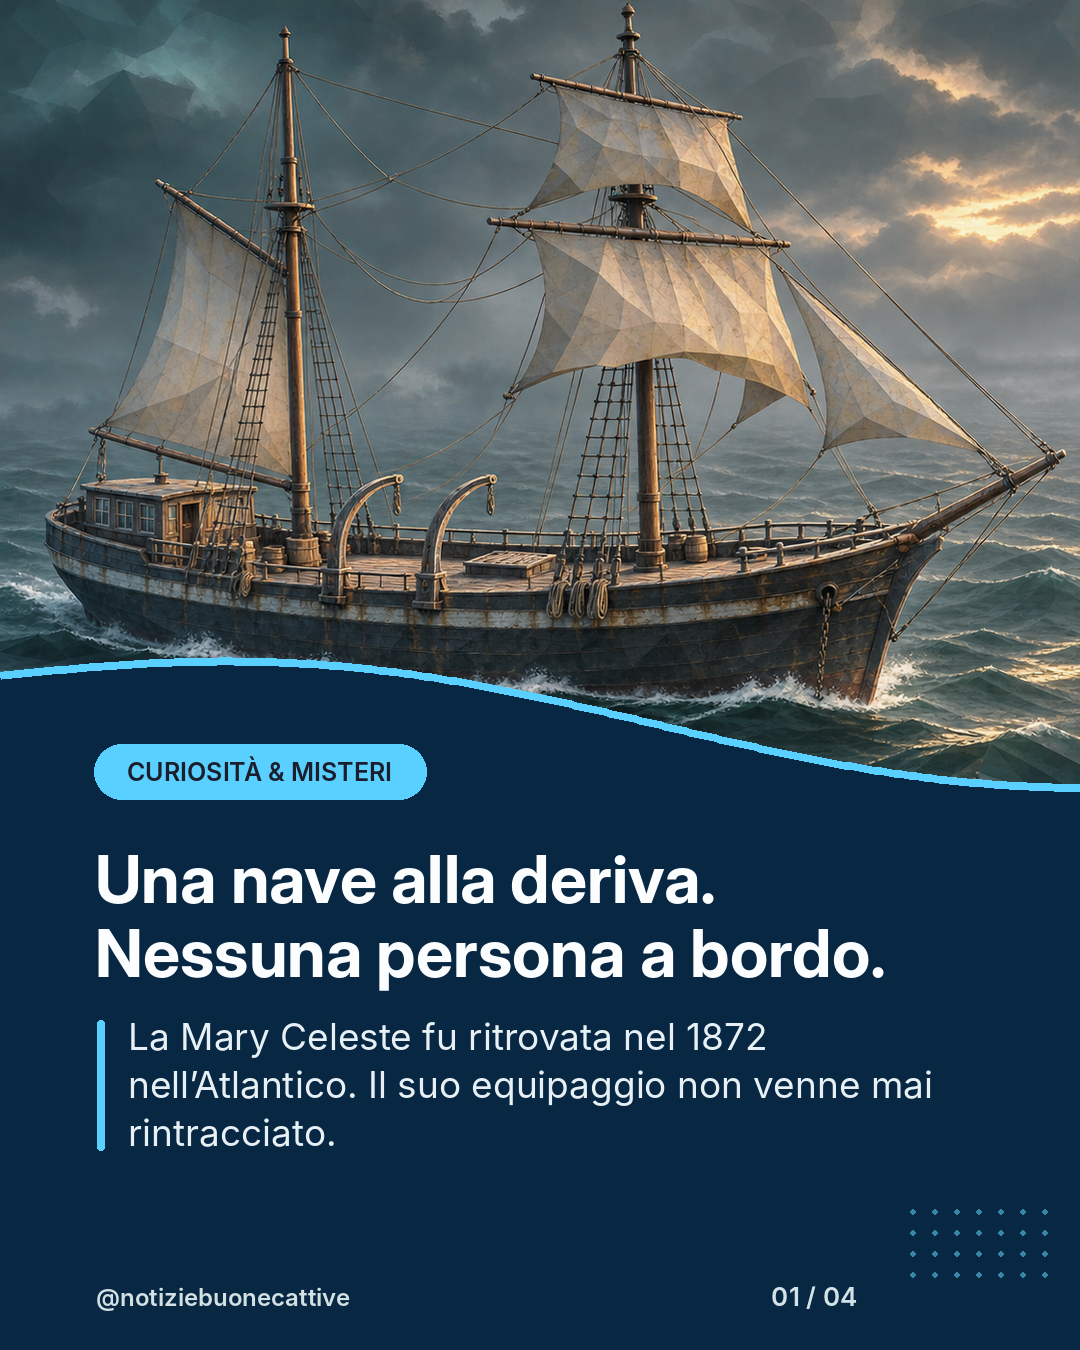 CURIOSITÀ & MISTERI
Una nave alla deriva.
Nessuna persona a bordo.
La Mary Celeste fu ritrovata nel 1872
nell’Atlantico. Il suo equipaggio non venne mai
rintracciato.
@notiziebuonecattive
01 / 04